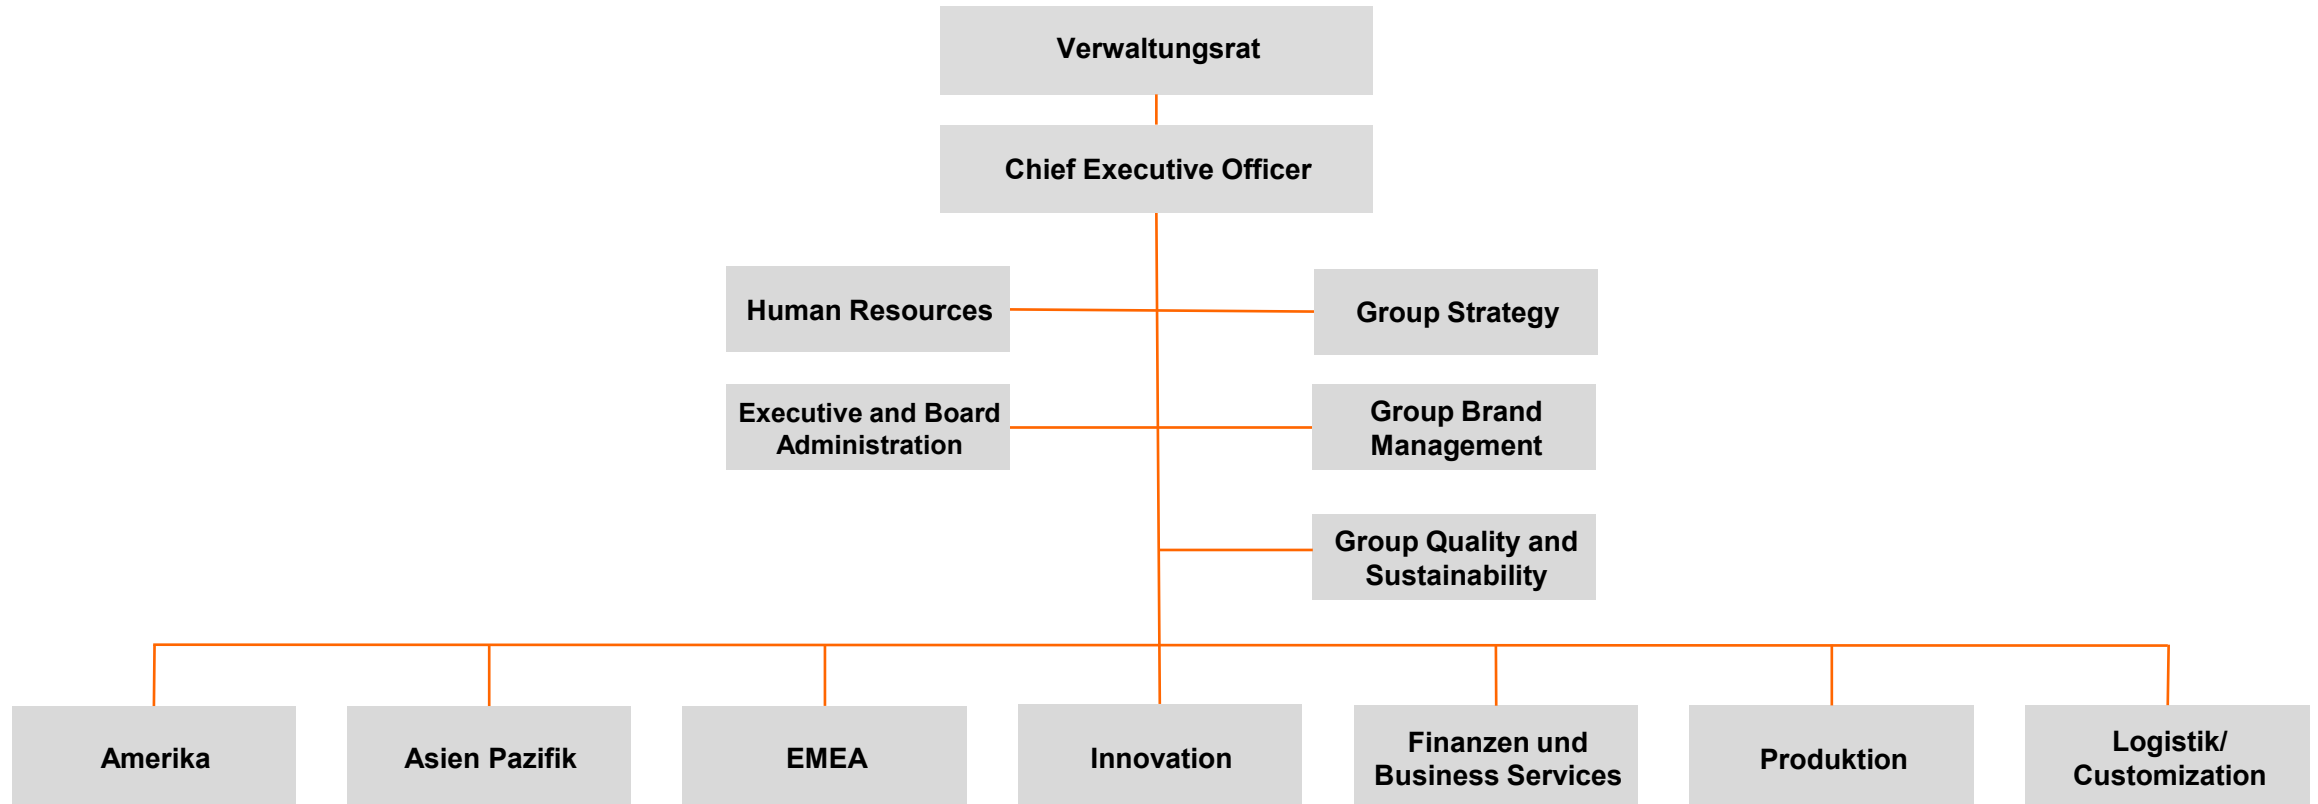 Verwaltungsrat
Chief Executive Officer
Human Resources
Group Strategy
Executive and Board
Administration
Group Brand
Management
Group Quality and
Sustainability
Amerika
Asien Pazifik
EMEA
Innovation
Finanzen und
Business Services
Produktion
Logistik/
Customization